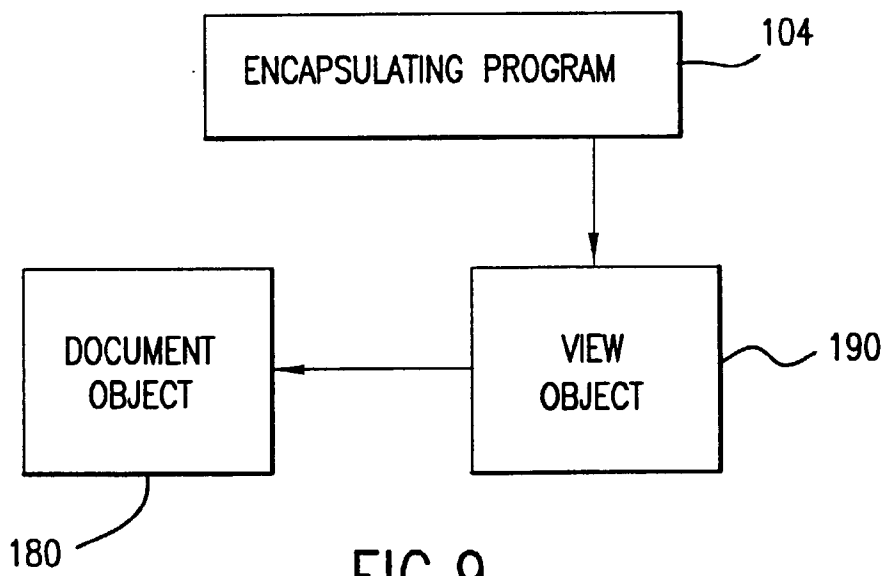 104
ENCAPSULATING PROGRAM
DOCUMENT
OBJECT
VIEW
OBJECT
190
180
FIG. 9